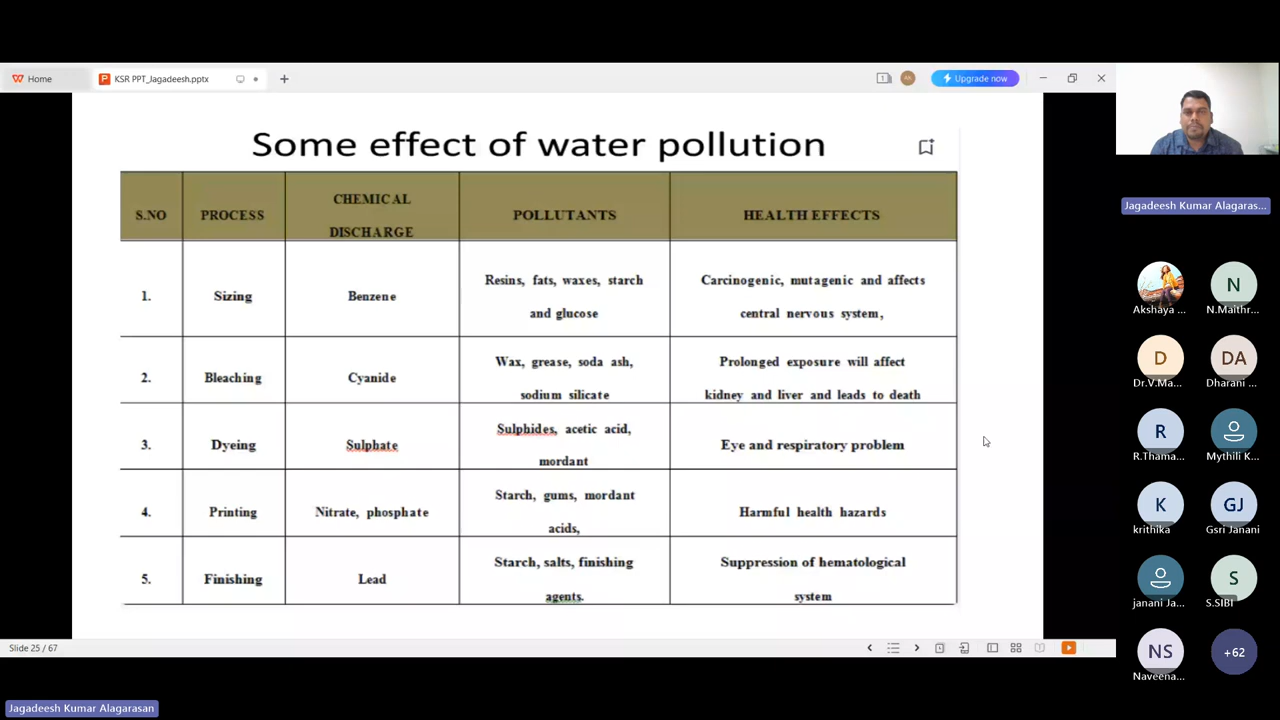 Home
KSR PPT_Jagadeesh.pptx
Upgrade now
Some effect of water pollution
S.NO
PROCESS
CHEMICAL
DISCHARGE
POLLUTANTS
HEALTH EFFECTS
1.
Sizing
Benzene
Resins, fats, waxes, starch
and glucose
Carcinogenic, mutagenic and affects
central nervous system,
2.
Bleaching
Cyanide
Wax, grease, soda ash,
sodium silicate
Prolonged exposure will affect
kidney and liver and leads to death
3.
Dyeing
Sulphate
Sulphides, acetic acid,
mordant
Eye and respiratory problem
4.
Printing
Nitrate, phosphate
Starch, gums, mordant
acids,
Harmful health hazards
5.
Finishing
Lead
Starch, salts, finishing
agents.
Suppression of hematological
system
Slide 25 / 67
Jagadeesh Kumar Alagarasan
Jagadeesh Kumar Alagaras...
Akshaya ...
N
N.Maithr...
D
Dr.V.Ma...
DA
Dharani ...
R
R.Thama...
Mythili K...
K
krithika
GJ
Gsri Janani
janani Ja...
S
S.SIBI
NS
Naveena...
+62